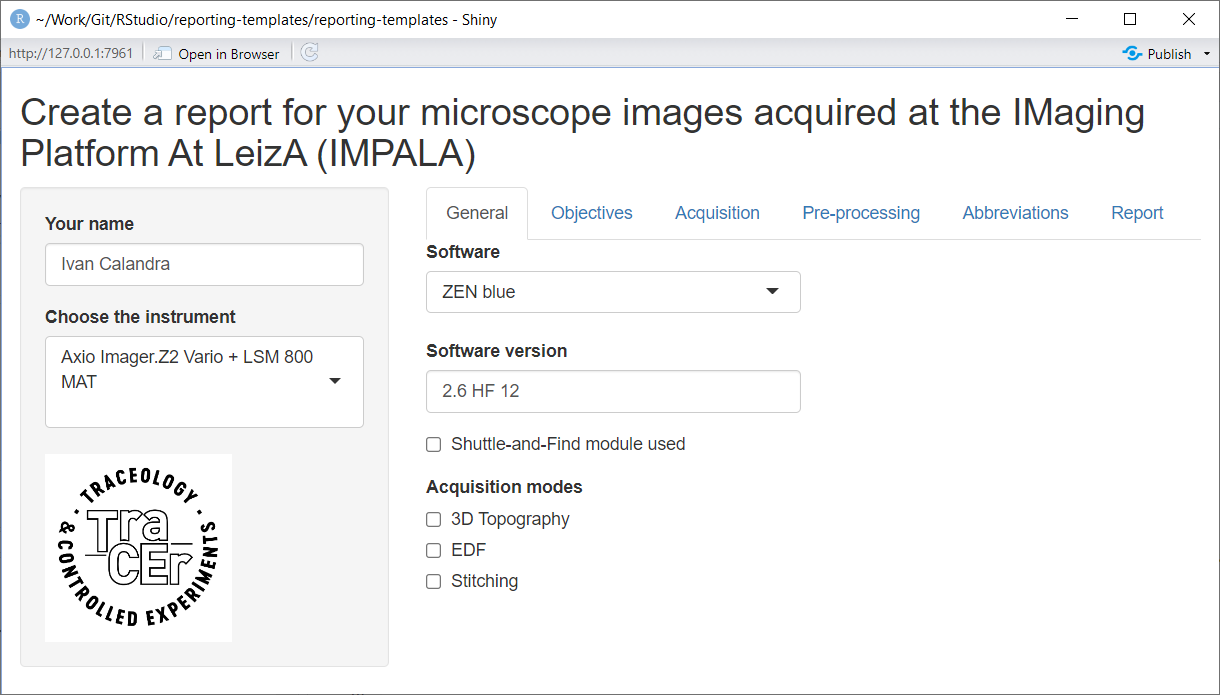 R ~/Work/Git/RStudio/reporting-templates/reporting-templates - Shiny
http://127.0.0.1:7961 Open in Browser Publish
Create a report for your microscope images acquired at the IMaging
Platform At LeizA (IMPALA)
Your name
Ivan Calandra
Choose the instrument
Axio Imager.Z2 Vario + LSM 800
MAT
· TRACEOLOGY ·
& CONTROLLED EXPERIMENTS
TraCEr
General Objectives Acquisition Pre-processing Abbreviations Report
Software
ZEN blue
Software version
2.6 HF 12
Shuttle-and-Find module used
Acquisition modes
3D Topography
EDF
Stitching